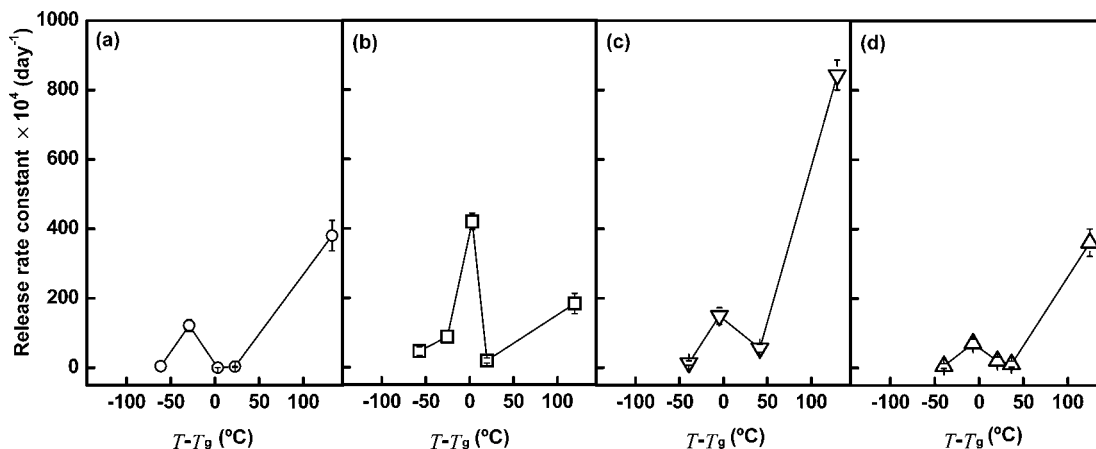 Release rate constant × 10⁴ (day⁻¹)
1000
800
600
400
200
0
(a)
(b)
(c)
(d)
-100 -50 0 50 100
-100 -50 0 50 100
-100 -50 0 50 100
-100 -50 0 50 100
T-Tg (ºC)
T-Tg (ºC)
T-Tg (ºC)
T-Tg (ºC)